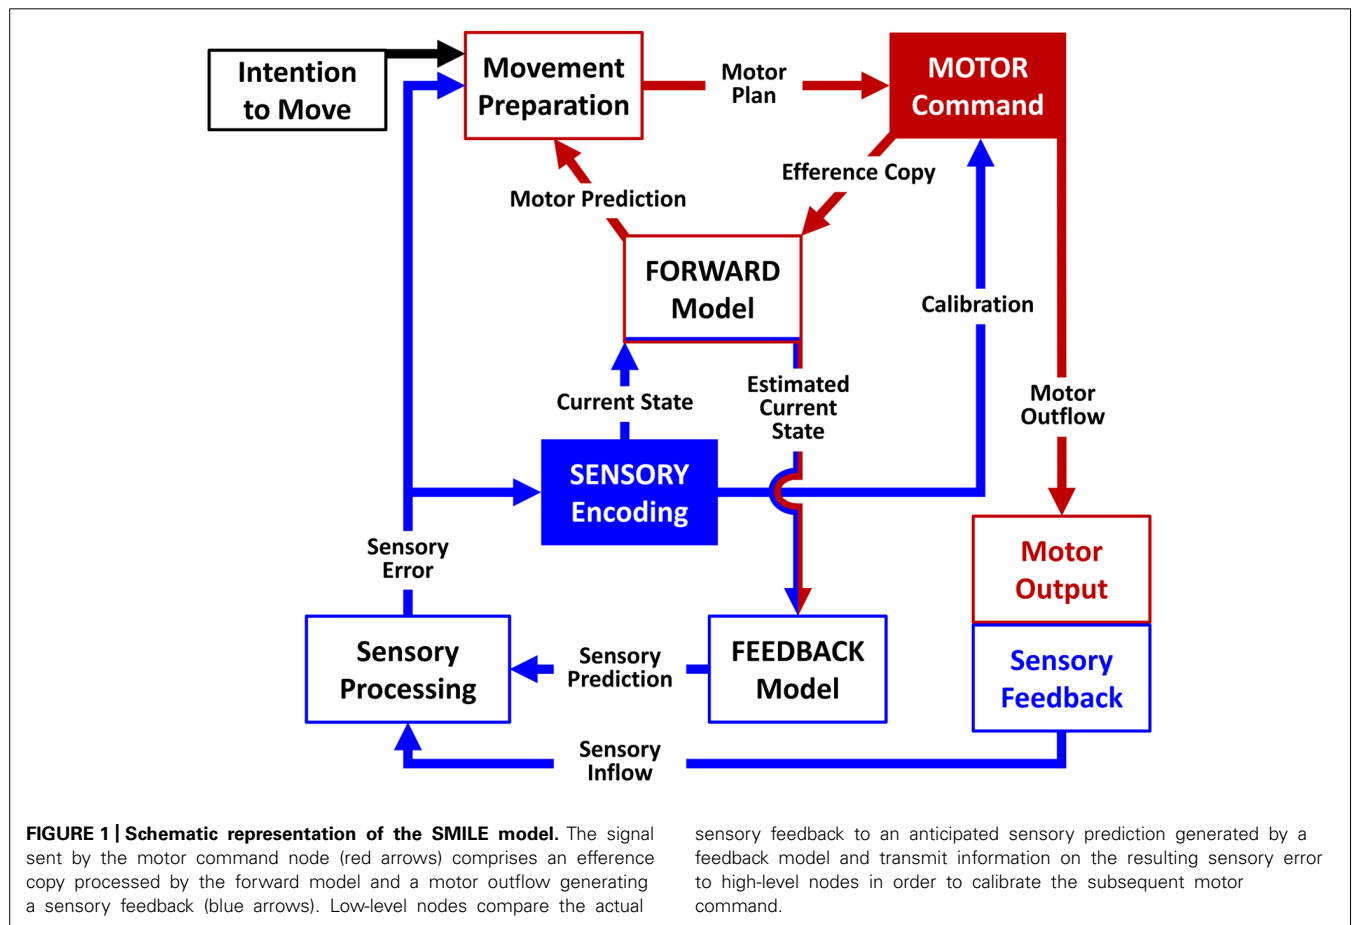 Intention
to Move
Movement
Preparation
Motor
Plan
MOTOR
Command
Efference Copy
Motor Prediction
FORWARD
Model
Calibration
Estimated
Current
State
Current State
Motor
Outflow
SENSORY
Encoding
Sensory
Error
Motor
Output
Sensory
Processing
Sensory
Prediction
FEEDBACK
Model
Sensory
Feedback
Sensory
Inflow
FIGURE 1 | Schematic representation of the SMILE model. The signal
sent by the motor command node (red arrows) comprises an efference
copy processed by the forward model and a motor outflow generating
a sensory feedback (blue arrows). Low-level nodes compare the actual
sensory feedback to an anticipated sensory prediction generated by a
feedback model and transmit information on the resulting sensory error
to high-level nodes in order to calibrate the subsequent motor
command.